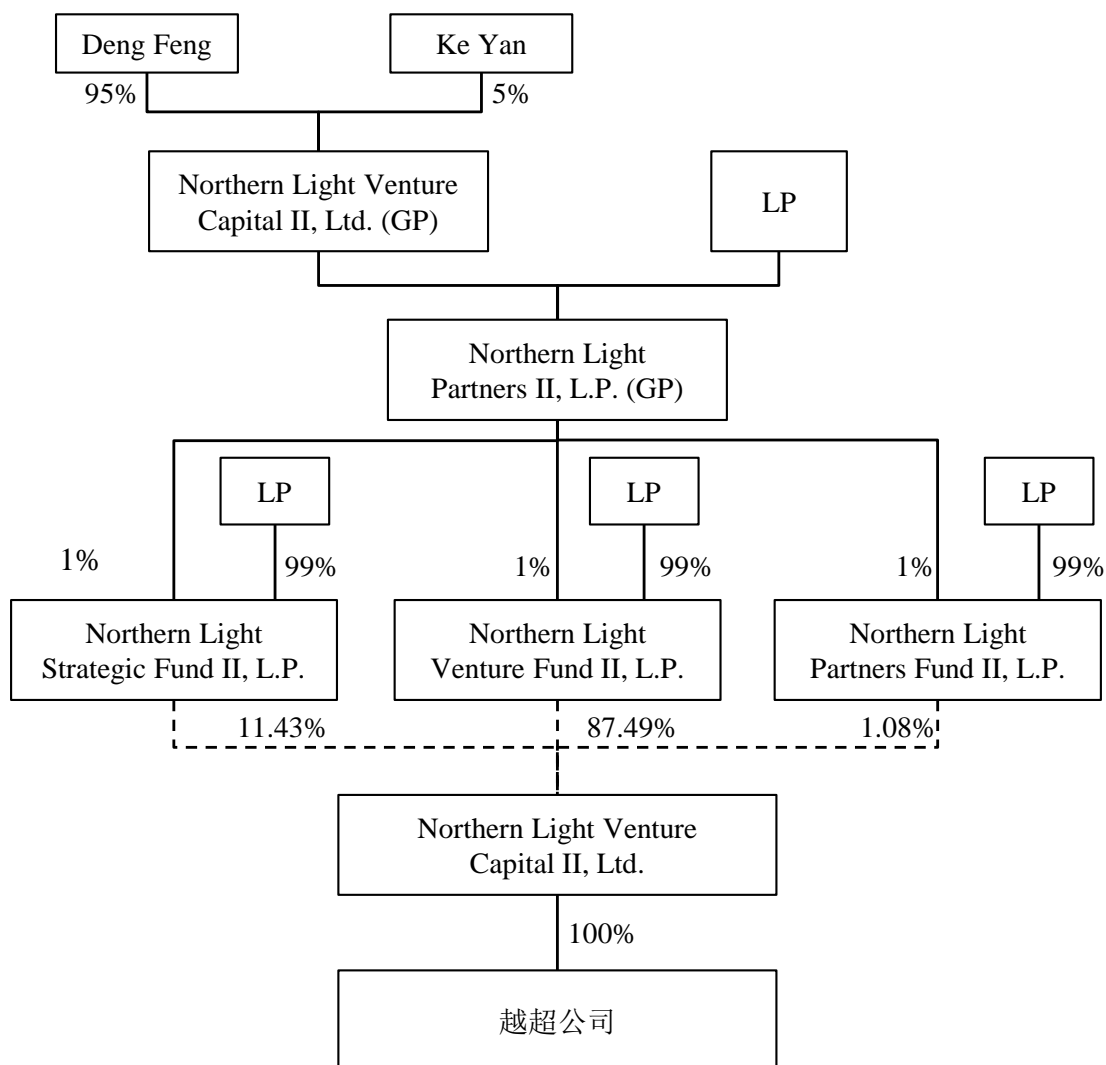 Deng Feng
Ke Yan
95%
5%
Northern Light Venture
Capital II, Ltd. (GP)
LP
Northern Light
Partners II, L.P. (GP)
LP
LP
LP
1%
99%
1%
99%
1%
99%
Northern Light
Strategic Fund II, L.P.
Northern Light
Venture Fund II, L.P.
Northern Light
Partners Fund II, L.P.
11.43%
87.49%
1.08%
Northern Light Venture
Capital II, Ltd.
100%
越超公司